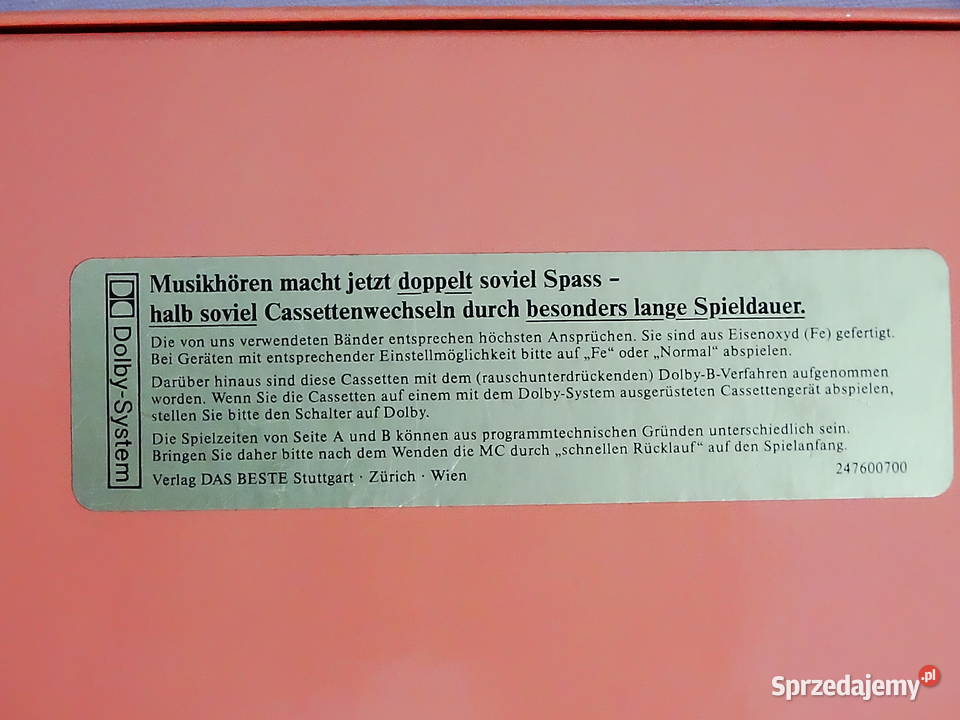 Musikhören macht jetzt doppelt soviel Spass –
halb soviel Cassettenwechseln durch besonders lange Spieldauer.
Die von uns verwendeten Bänder entsprechen höchsten Ansprüchen. Sie sind aus Eisenoxyd (Fe) gefertigt.
Bei Geräten mit entsprechender Einstellmöglichkeit bitte auf „Fe“ oder „Normal“ abspielen.
Darüber hinaus sind diese Cassetten mit dem (rauschunterdrückenden) Dolby-B-Verfahren aufgenommen
worden. Wenn Sie die Cassetten auf einem mit dem Dolby-System ausgerüsteten Cassettengerät abspielen,
stellen Sie bitte den Schalter auf Dolby.
Die Spielzeiten von Seite A und B können aus programmtechnischen Gründen unterschiedlich sein.
Bringen Sie daher bitte nach dem Wenden die MC durch „schnellen Rücklauf“ auf den Spielanfang.
Verlag DAS BESTE Stuttgart · Zürich · Wien
247600700
Dolby-System
Sprzedajemy.pl